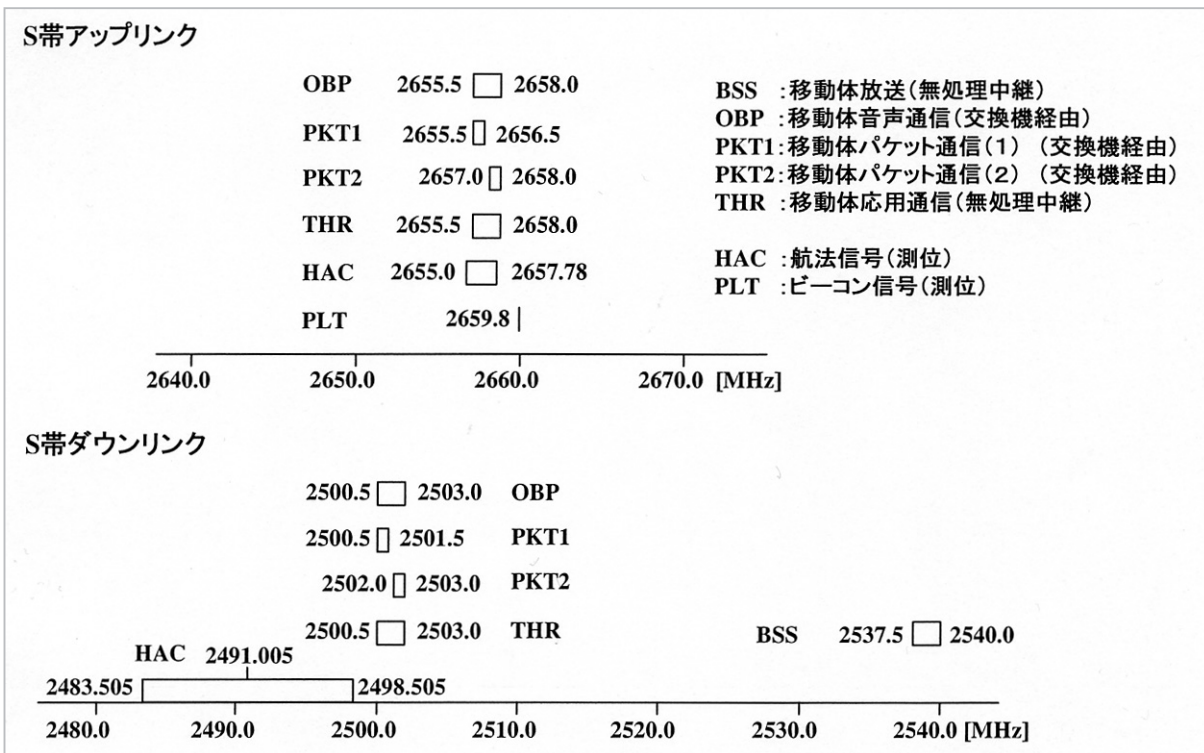 S帯アップリンク
OBP 2655.5 2658.0
PKT1 2655.5 2656.5
PKT2 2657.0 2658.0
THR 2655.5 2658.0
HAC 2655.0 2657.78
PLT 2659.8
2640.0 2650.0 2660.0 2670.0 [MHz]
BSS :移動体放送(無処理中継)
OBP :移動体音声通信(交換機経由)
PKT1:移動体パケット通信(1) (交換機経由)
PKT2:移動体パケット通信(2) (交換機経由)
THR :移動体応用通信(無処理中継)
HAC :航法信号(測位)
PLT :ビーコン信号(測位)
S帯ダウンリンク
2500.5 2503.0 OBP
2500.5 2501.5 PKT1
2502.0 2503.0 PKT2
2500.5 2503.0 THR
BSS 2537.5 2540.0
HAC 2491.005
2483.505 2498.505
2480.0 2490.0 2500.0 2510.0 2520.0 2530.0 2540.0 [MHz]